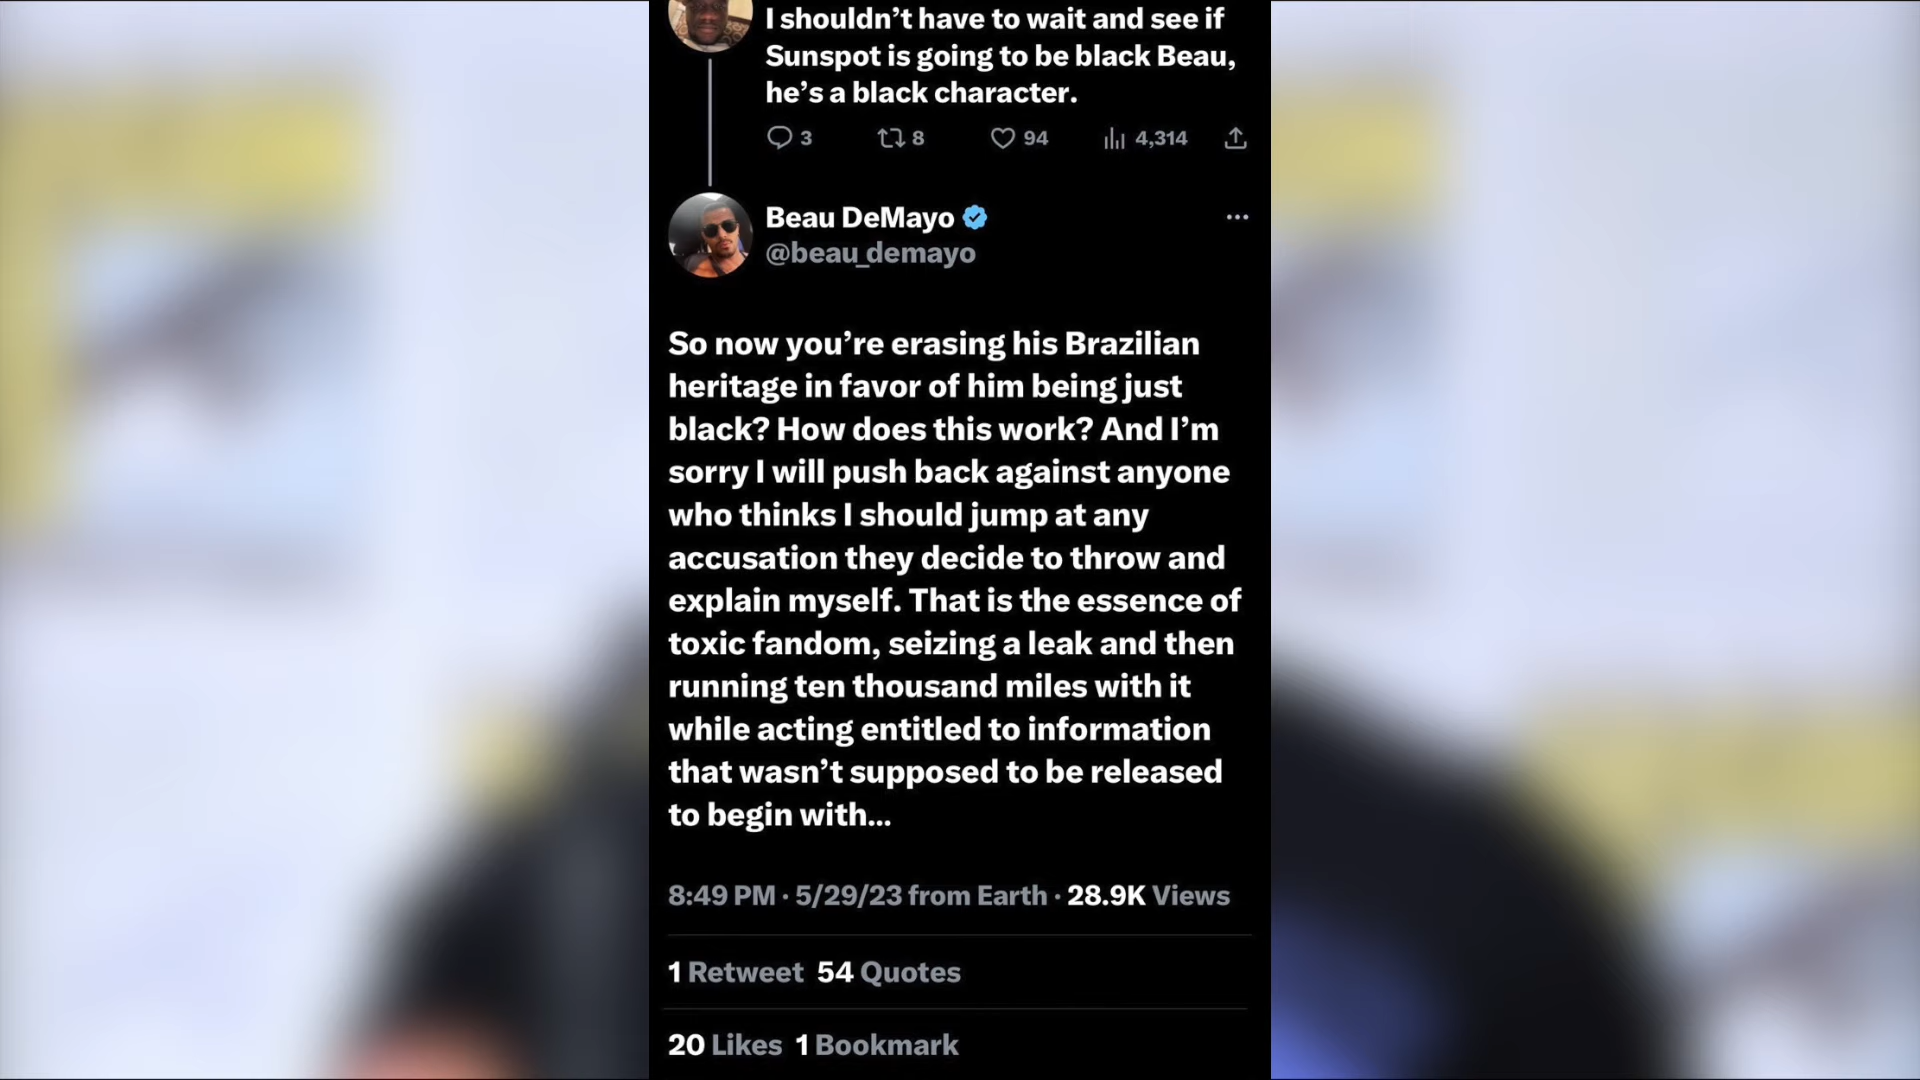 I shouldn’t have to wait and see if
Sunspot is going to be black Beau,
he’s a black character.
3 8 94 4,314
Beau DeMayo
@beau_demayo
So now you’re erasing his Brazilian
heritage in favor of him being just
black? How does this work? And I’m
sorry I will push back against anyone
who thinks I should jump at any
accusation they decide to throw and
explain myself. That is the essence of
toxic fandom, seizing a leak and then
running ten thousand miles with it
while acting entitled to information
that wasn’t supposed to be released
to begin with...
8:49 PM · 5/29/23 from Earth · 28.9K Views
1 Retweet 54 Quotes
20 Likes 1 Bookmark